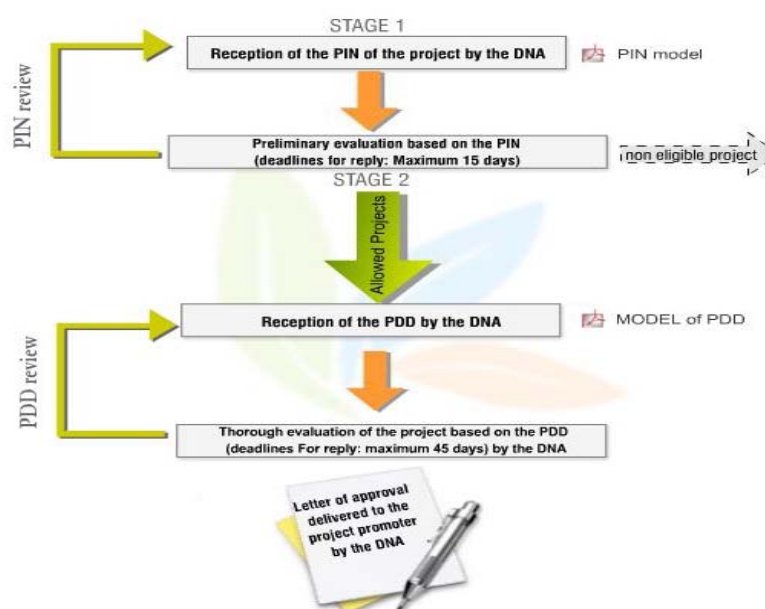 STAGE 1
Reception of the PIN of the project by the DNA
PIN model
PIN review
Preliminary evaluation based on the PIN
(deadlines for reply: Maximum 15 days)
non eligible project
STAGE 2
Allowed Projects
Reception of the PDD by the DNA
MODEL of PDD
PDD review
Thorough evaluation of the project based on the PDD
(deadlines For reply: maximum 45 days) by the DNA
Letter of approval
delivered to the
project promoter
by the DNA